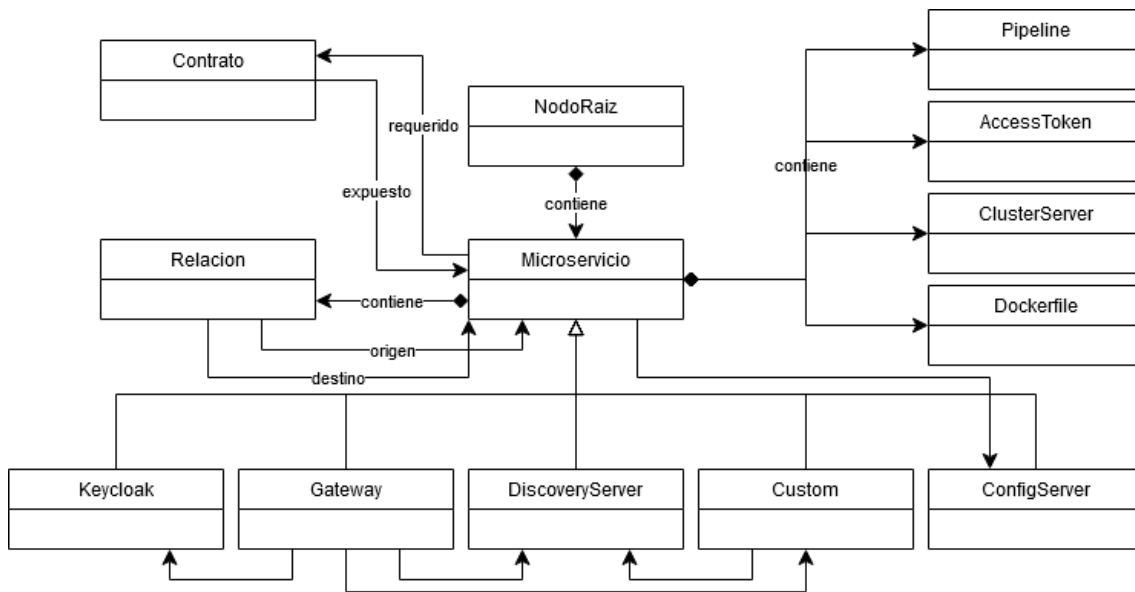 Pipeline
Contrato
NodoRaiz
requerido
AccessToken
contiene
expuesto
contiene
ClusterServer
Relacion
Microservicio
contiene
Dockerfile
origen
destino
Keycloak
Gateway
DiscoveryServer
Custom
ConfigServer